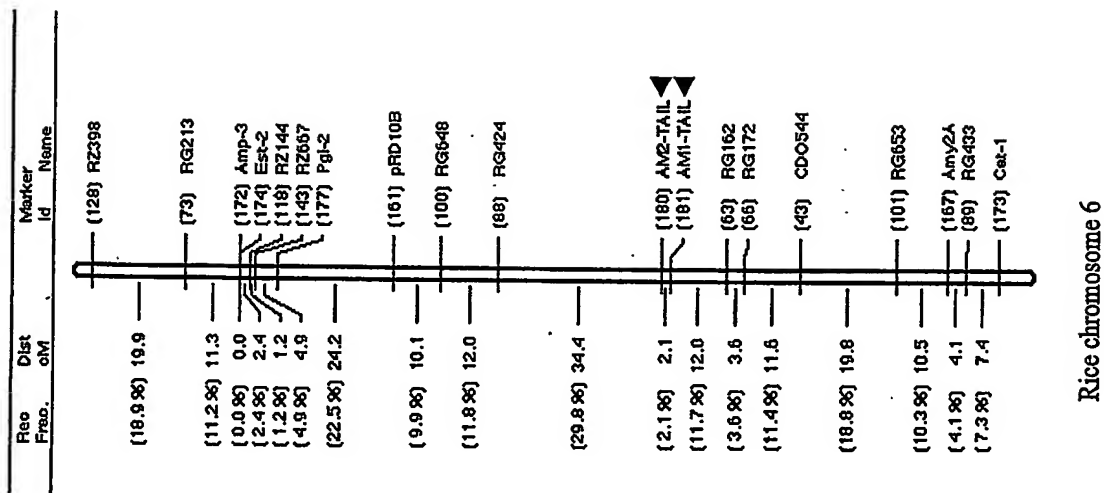 Rec Dist Marker
Frac. cM Id Name
(128) RZ398
(18.9%) 19.9
(73) RG213
(11.2%) 11.3
(172) Amp-3
(0.0%) 0.0
(174) Est-2
(2.4%) 2.4
(118) RZ144
(1.2%) 1.2
(143) RZ667
(4.9%) 4.9
(177) Pgi-2
(22.5%) 24.2
(161) pRD10B
(9.9%) 10.1
(100) RG648
(11.8%) 12.0
(88) RG424
(29.8%) 34.4
(180) AM2-TAIL
(2.1%) 2.1
(181) AM1-TAIL
(11.7%) 12.0
(63) RG162
(3.6%) 3.6
(66) RG172
(11.4%) 11.6
(43) CDO544
(18.8%) 19.8
(101) RG653
(10.3%) 10.5
(167) Amy2A
(4.1%) 4.1
(89) RG433
(7.3%) 7.4
(173) Cat-1
Rice chromosome 6